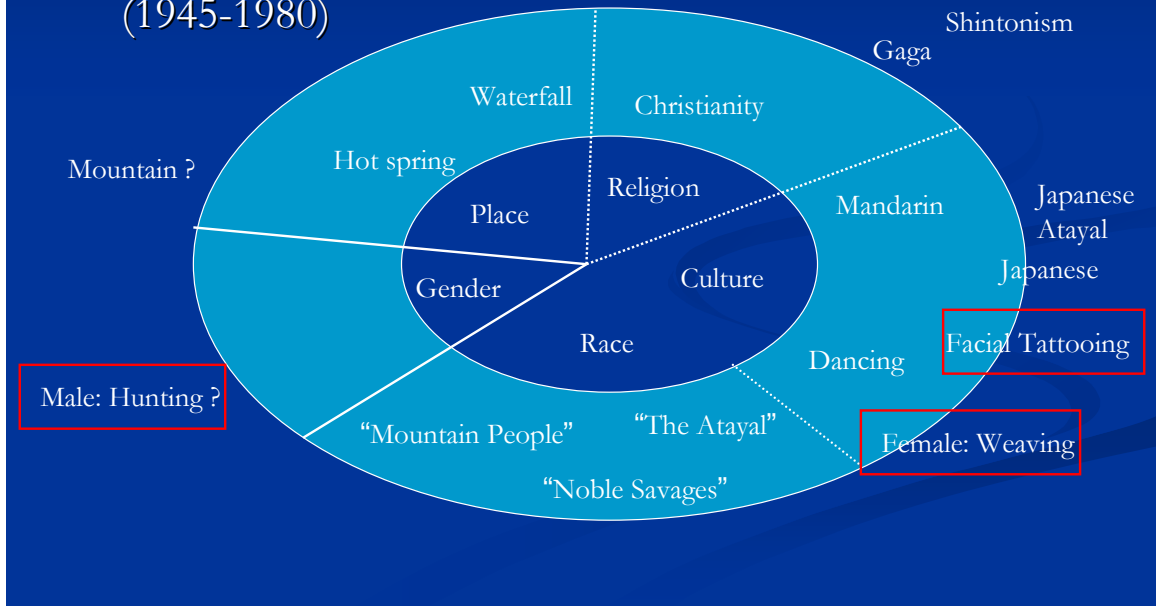 (1945-1980)
Shintonism
Gaga
Waterfall
Christianity
Mountain ?
Hot spring
Religion
Place
Mandarin
Japanese
Atayal
Japanese
Gender
Culture
Race
Dancing
Facial Tattooing
Male: Hunting ?
“Mountain People”
“The Atayal”
Female: Weaving
“Noble Savages”